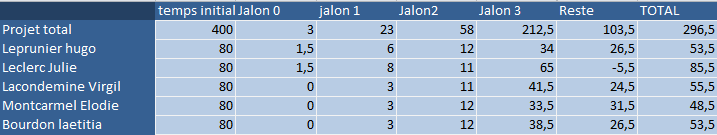 temps initial Jalon 0 jalon 1 Jalon2 Jalon 3 Reste TOTAL
Projet total 400 3 23 58 212,5 103,5 296,5
Leprunier hugo 80 1,5 6 12 34 26,5 53,5
Leclerc Julie 80 1,5 8 11 65 -5,5 85,5
Lacondemine Virgil 80 0 3 11 41,5 24,5 55,5
Montcarmel Elodie 80 0 3 12 33,5 31,5 48,5
Bourdon laetitia 80 0 3 12 38,5 26,5 53,5